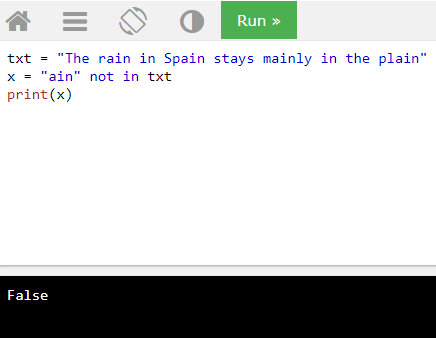 Run »
txt = "The rain in Spain stays mainly in the plain"
x = "ain" not in txt
print(x)
False